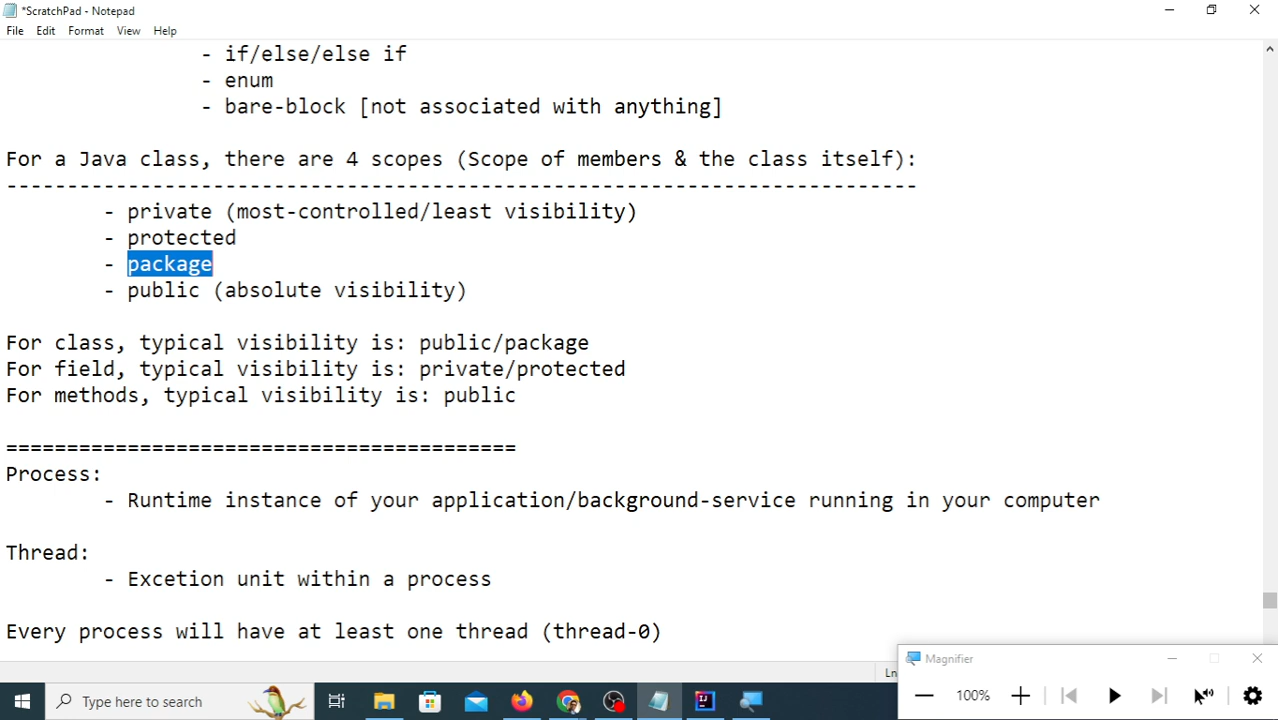 *ScratchPad - Notepad
File Edit Format View Help
- if/else/else if
- enum
- bare-block [not associated with anything]
For a Java class, there are 4 scopes (Scope of members & the class itself):
---------------------------------------------------------------------------
- private (most-controlled/least visibility)
- protected
- package
- public (absolute visibility)
For class, typical visibility is: public/package
For field, typical visibility is: private/protected
For methods, typical visibility is: public
==========================================
Process:
- Runtime instance of your application/background-service running in your computer
Thread:
- Excetion unit within a process
Every process will have at least one thread (thread-0)
Ln
Magnifier
100%
Type here to search